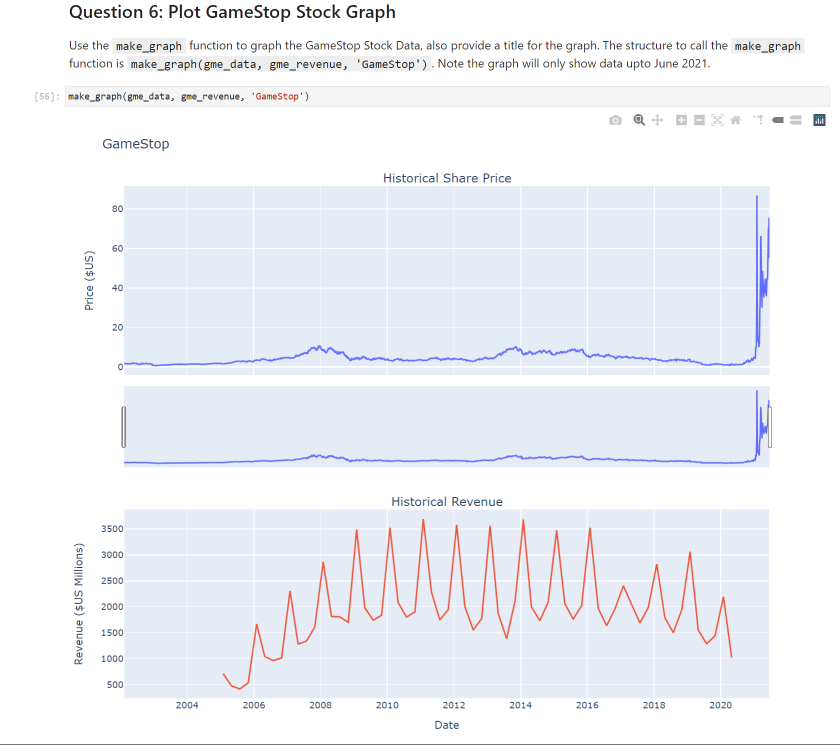 Question 6: Plot GameStop Stock Graph
Use the make_graph function to graph the GameStop Stock Data, also provide a title for the graph. The structure to call the make_graph
function is make_graph(gme_data, gme_revenue, 'GameStop') . Note the graph will only show data upto June 2021.
[56]: make_graph(gme_data, gme_revenue, 'GameStop')
GameStop
Historical Share Price
80
60
40
20
0
Price ($US)
Historical Revenue
3500
3000
2500
2000
1500
1000
500
Revenue ($US Millions)
2004 2006 2008 2010 2012 2014 2016 2018 2020
Date